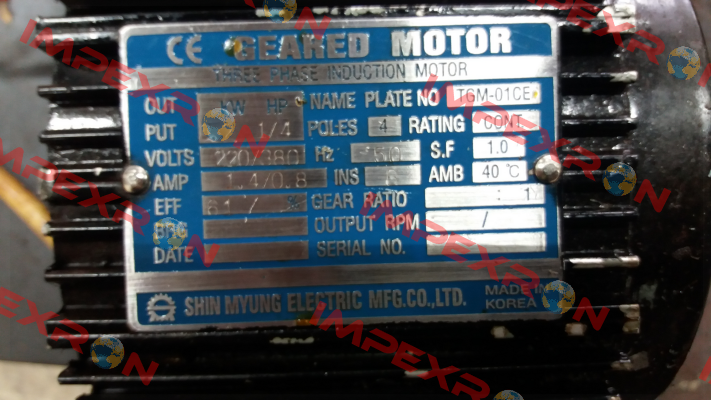 CE GEARED MOTOR
THREE PHASE INDUCTION MOTOR
OUT PUT KW HP 1/4 NAME PLATE NO TGM-01CE
POLES 4 RATING CONT
VOLTS 220/380 Hz 60 S.F 1.0
AMP 1.4/0.8 INS AMB 40 °C
EFF % GEAR RATIO : 1
BRG OUTPUT RPM /
DATE SERIAL NO.
SHIN MYUNG ELECTRIC MFG.CO.,LTD. MADE IN KOREA
IMPEXRON
IMPEXRON
IMPEXRON
IMPEXRON
IMPEXRON